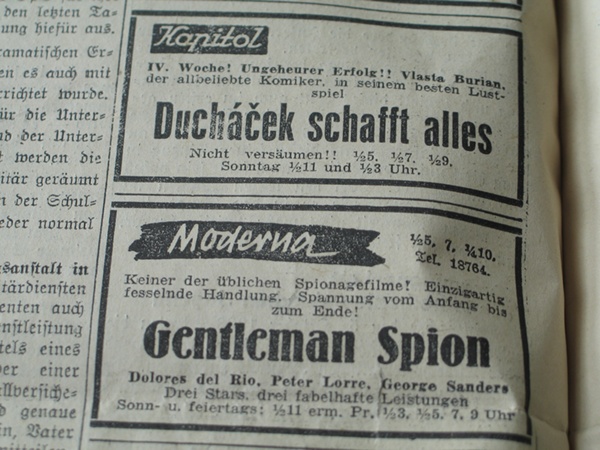 den letzten Ta-
ung hiefür aus.
ramatischen Er-
en es auch mit
rrichtet wurde.
ür die Unter-
nd der Unter-
t werden die
itär geräumt
n der Schul-
eder normal
sanstalt in
tärdiensten
enten auch
nstleistung
tels eines
er einer
llversiche-
d genaue
in, Vater
Kapitol
IV. Woche! Ungeheurer Erfolg!! Vlasta Burian,
der allbeliebte Komiker, in seinem besten Lust-
spiel
Ducháček schafft alles
Nicht versäumen!! ½5, ½7, ½9.
Sonntag ½11 und ½3 Uhr.
Moderna
½5, 7, ¾10.
Tel. 18764.
Keiner der üblichen Spionagefilme! Einzigartig
fesselnde Handlung. Spannung vom Anfang bis
zum Ende!
Gentleman Spion
Dolores del Rio, Peter Lorre, George Sanders
Drei Stars, drei fabelhafte Leistungen
Sonn- u. feiertags: ½11 erm. Pr. ½3, ½5, 7, 9 Uhr